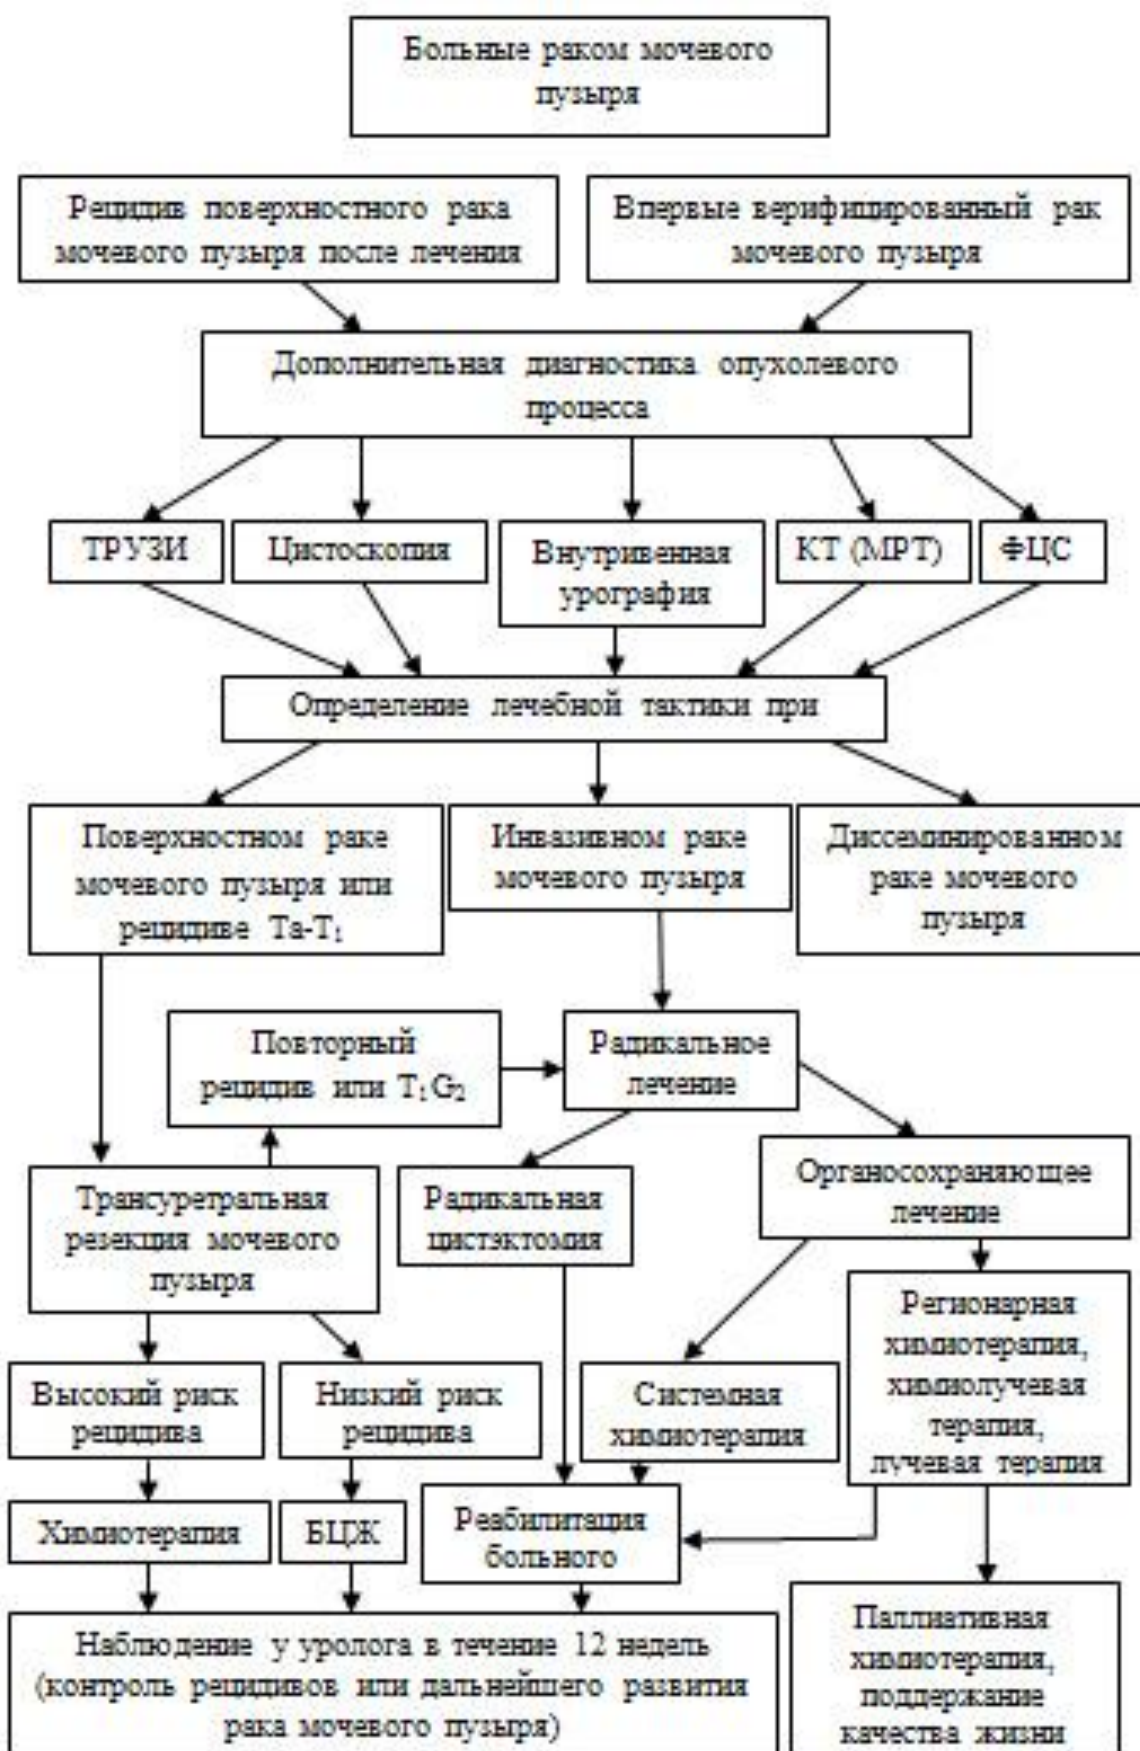 Больные раком мочевого
пузыря
Рецидив поверхностного рака
мочевого пузыря после лечения
Впервые верифицированный рак
мочевого пузыря
Дополнительная диагностика опухолевого
процесса
ТРУЗИ
Цистоскопия
Внутривенная
урография
КТ (МРТ)
ФЦС
Определение лечебной тактики при
Поверхностном раке
мочевого пузыря или
рецидиве Ta-T₁
Инвазивном раке
мочевого пузыря
Диссеминированном
раке мочевого
пузыря
Повторный
рецидив или T₁G₂
Радикальное
лечение
Трансуретральная
резекция мочевого
пузыря
Радикальная
цистэктомия
Органосохраняющее
лечение
Регионарная
химиотерапия,
химиолучевая
терапия,
лучевая терапия
Высокий риск
рецидива
Низкий риск
рецидива
Системная
химиотерапия
Химиотерапия
БЦЖ
Реабилитация
больного
Наблюдение у уролога в течение 12 недель
(контроль рецидивов или дальнейшего развития
рака мочевого пузыря)
Паллиативная
химиотерапия,
поддержание
качества жизни